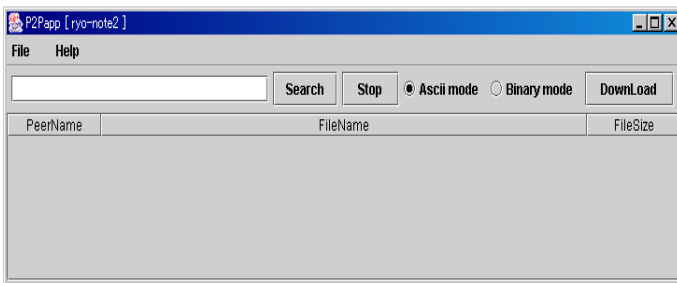 P2Papp [ ryo-note2 ]
File Help
Search Stop Ascii mode Binary mode DownLoad
PeerName FileName FileSize